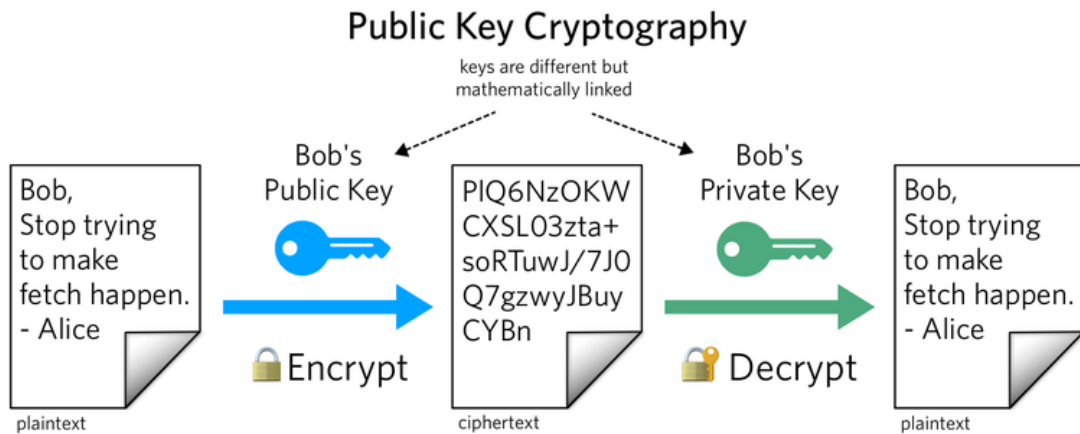 Public Key Cryptography
keys are different but
mathematically linked
Bob,
Stop trying
to make
fetch happen.
- Alice
plaintext
Bob's
Public Key
Encrypt
PlQ6NzOKW
CXSL03zta+
soRTuwJ/7J0
Q7gzwyJBuy
CYBn
ciphertext
Bob's
Private Key
Decrypt
Bob,
Stop trying
to make
fetch happen.
- Alice
plaintext